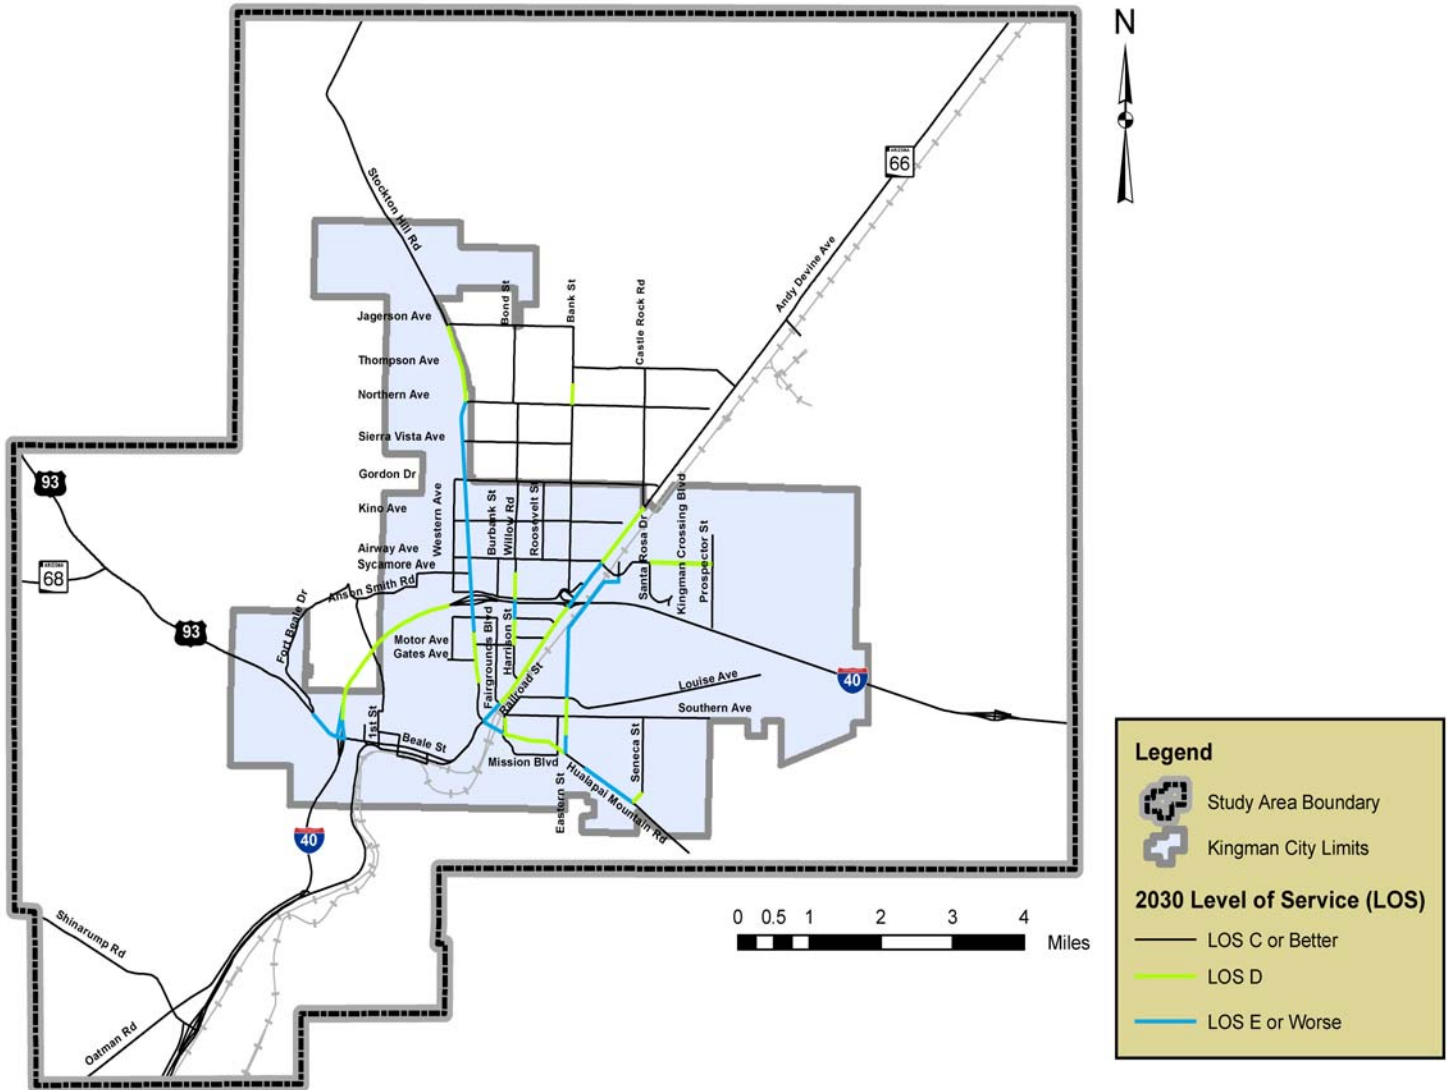 N
ARIZONA
66
Stockton Hill Rd
Andy Devine Ave
Bond St
Bank St
Castle Rock Rd
Jagerson Ave
Thompson Ave
Northern Ave
Sierra Vista Ave
Gordon Dr
Kino Ave
Airway Ave
Sycamore Ave
Anson Smith Rd
Western Ave
Burbank St
Willow Rd
Roosevelt St
Santa Rosa Dr
Kingman Crossing Blvd
Prospector St
93
ARIZONA
68
93
Fort Beale Dr
Motor Ave
Gates Ave
Fairgrounds Blvd
Harrison St
Railroad St
Louise Ave
Southern Ave
40
1st St
Beale St
Mission Blvd
Eastern St
Hualapai Mountain Rd
Seneca St
40
Shinarump Rd
Oatman Rd
0 0.5 1 2 3 4
Miles
Legend
Study Area Boundary
Kingman City Limits
2030 Level of Service (LOS)
LOS C or Better
LOS D
LOS E or Worse